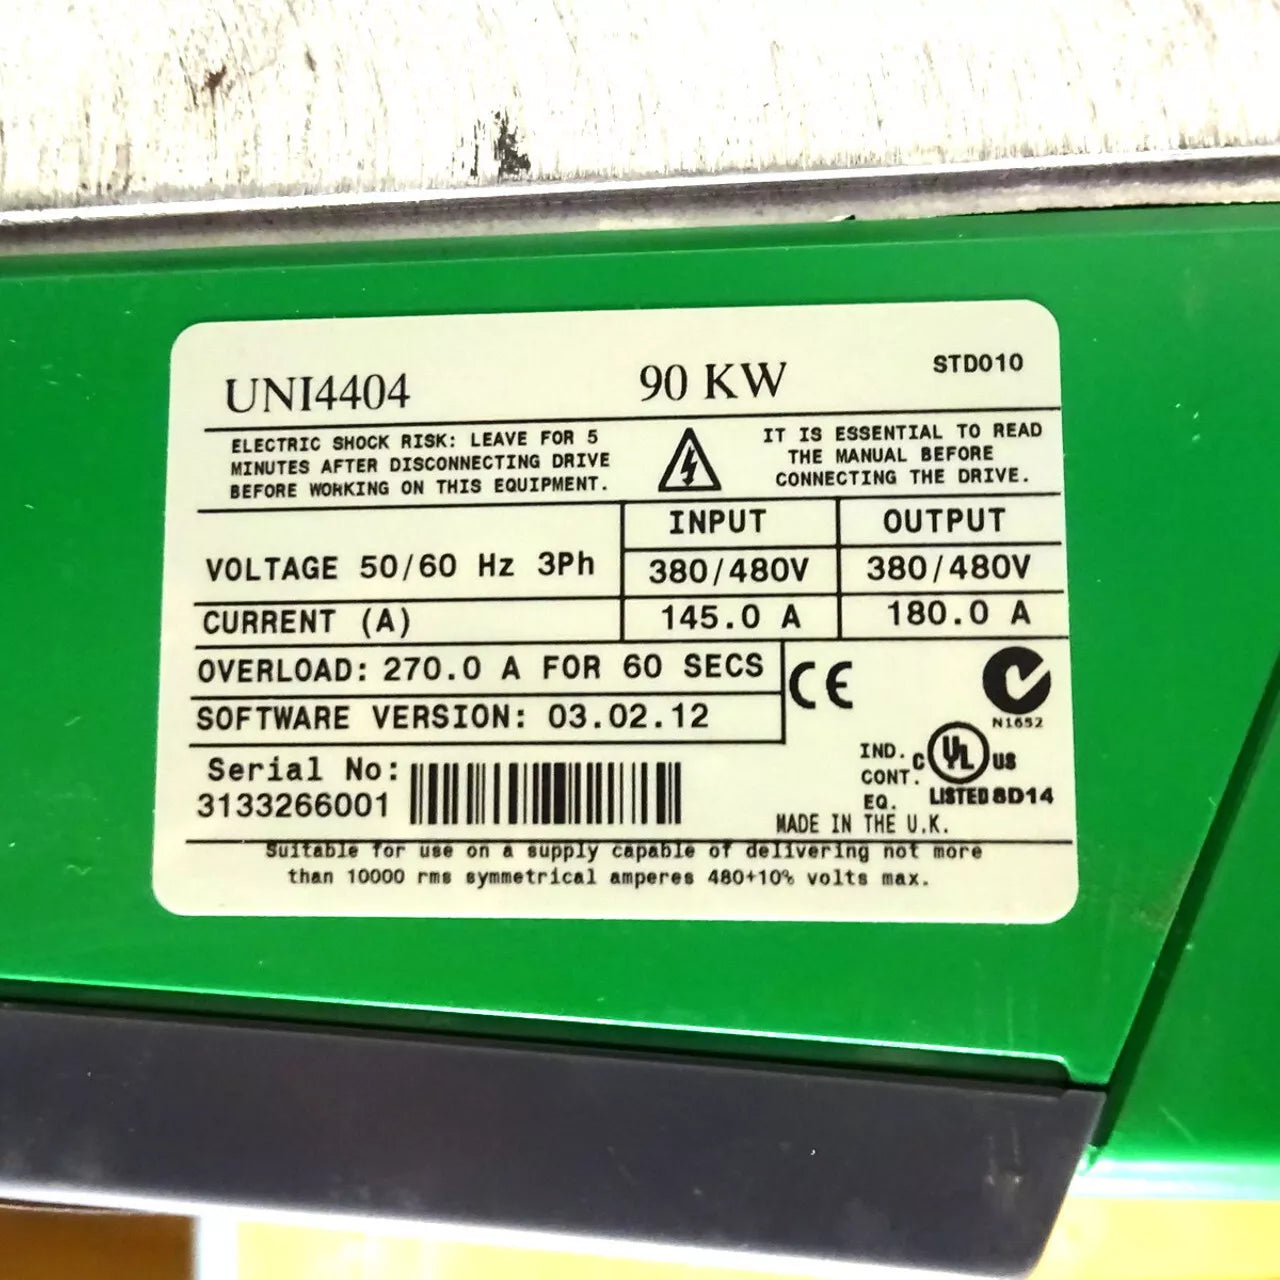 UNI4404 90 KW STD010
ELECTRIC SHOCK RISK: LEAVE FOR 5
MINUTES AFTER DISCONNECTING DRIVE
BEFORE WORKING ON THIS EQUIPMENT.
IT IS ESSENTIAL TO READ
THE MANUAL BEFORE
CONNECTING THE DRIVE.
INPUT OUTPUT
VOLTAGE 50/60 Hz 3Ph 380/480V 380/480V
CURRENT (A) 145.0 A 180.0 A
OVERLOAD: 270.0 A FOR 60 SECS
SOFTWARE VERSION: 03.02.12
CE
N1652
Serial No:
3133266001
IND.
CONT.
EQ.
C UL US
LISTED 8D14
MADE IN THE U.K.
Suitable for use on a supply capable of delivering not more
than 10000 rms symmetrical amperes 480+10% volts max.